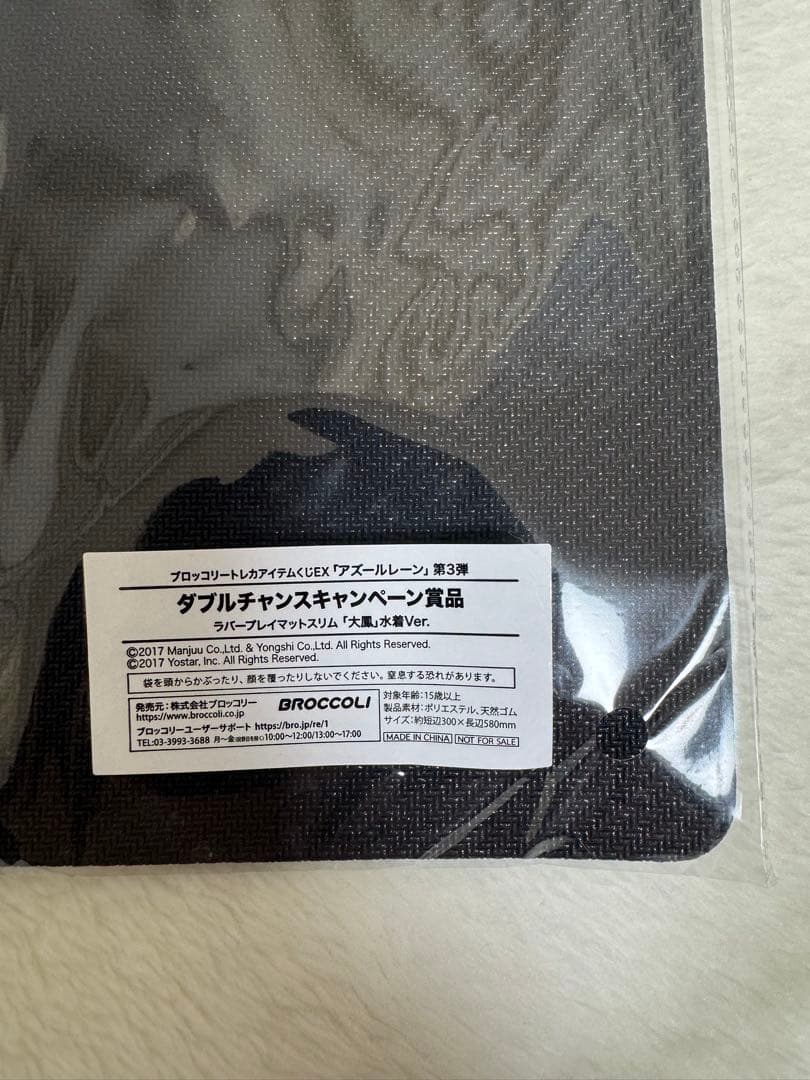 ブロッコリートレカアイテムくじEX「アズールレーン」第3弾
ダブルチャンスキャンペーン賞品
ラバープレイマットスリム 「大鳳」水着Ver.
©2017 Manjuu Co.,Ltd. & Yongshi Co.,Ltd. All Rights Reserved.
©2017 Yostar, Inc. All Rights Reserved.
袋を頭からかぶったり、顔を覆ったりしないでください。窒息する恐れがあります。
発売元：株式会社ブロッコリー
https://www.broccoli.co.jp
BROCCOLI
ブロッコリーユーザーサポート https://bro.jp/re/1
TEL:03-3993-3688 月～金(祝祭日を除く)10:00～12:00/13:00～17:00
対象年齢：15歳以上
製品素材：ポリエステル、天然ゴム
サイズ：約短辺300×長辺580mm
MADE IN CHINA NOT FOR SALE